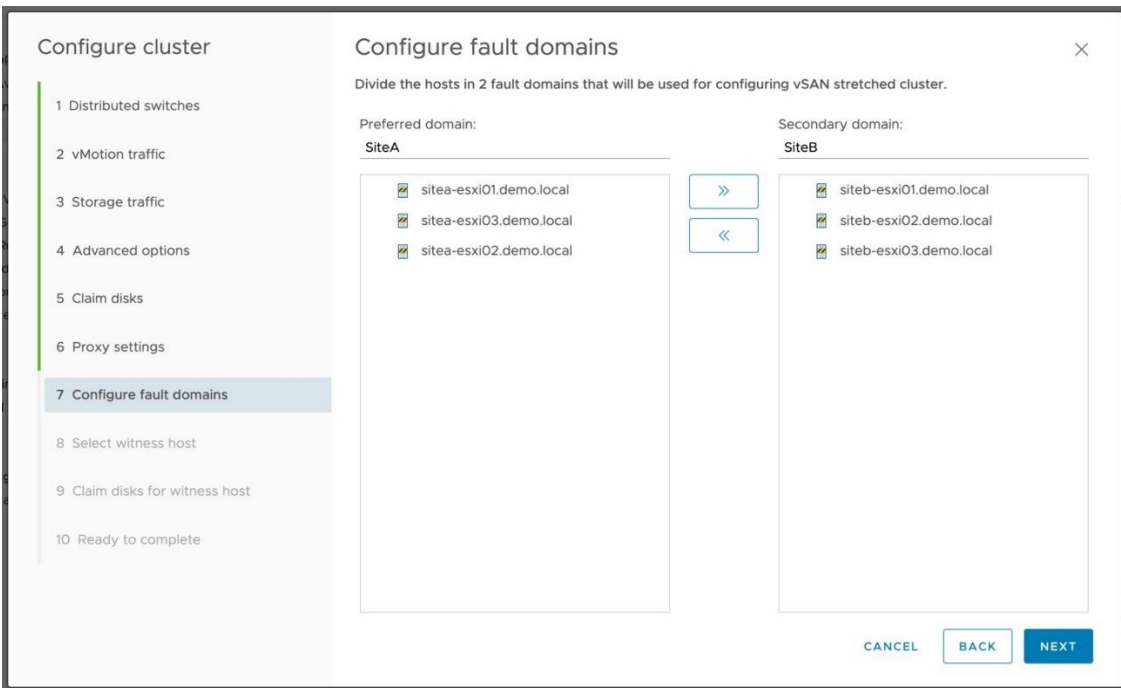 Configure cluster
1 Distributed switches
2 vMotion traffic
3 Storage traffic
4 Advanced options
5 Claim disks
6 Proxy settings
7 Configure fault domains
8 Select witness host
9 Claim disks for witness host
10 Ready to complete
Configure fault domains
Divide the hosts in 2 fault domains that will be used for configuring vSAN stretched cluster.
Preferred domain:
SiteA
sitea-esxi01.demo.local
sitea-esxi03.demo.local
sitea-esxi02.demo.local
Secondary domain:
SiteB
siteb-esxi01.demo.local
siteb-esxi02.demo.local
siteb-esxi03.demo.local
CANCEL BACK NEXT